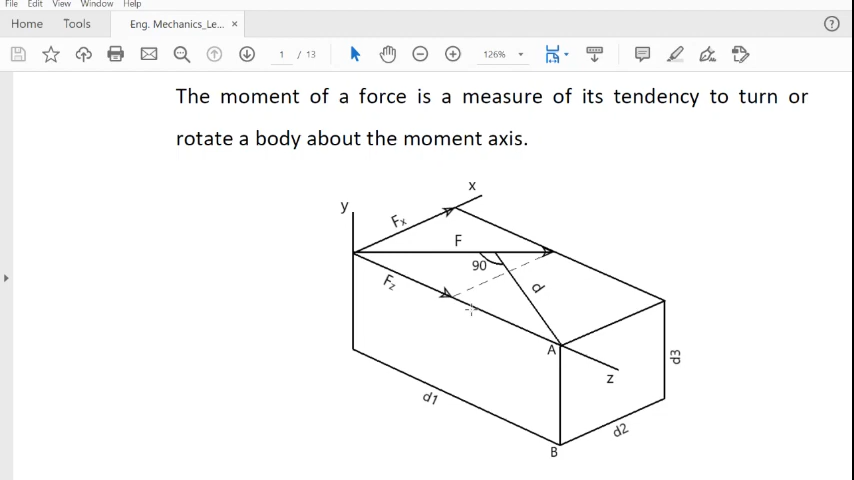 File Edit View Window Help
Home Tools Eng. Mechanics_Le... ×
1 / 13 126%
The moment of a force is a measure of its tendency to turn or
rotate a body about the moment axis.
x
y
Fx
F
90
Fz
d
A
d3
z
d1
d2
B